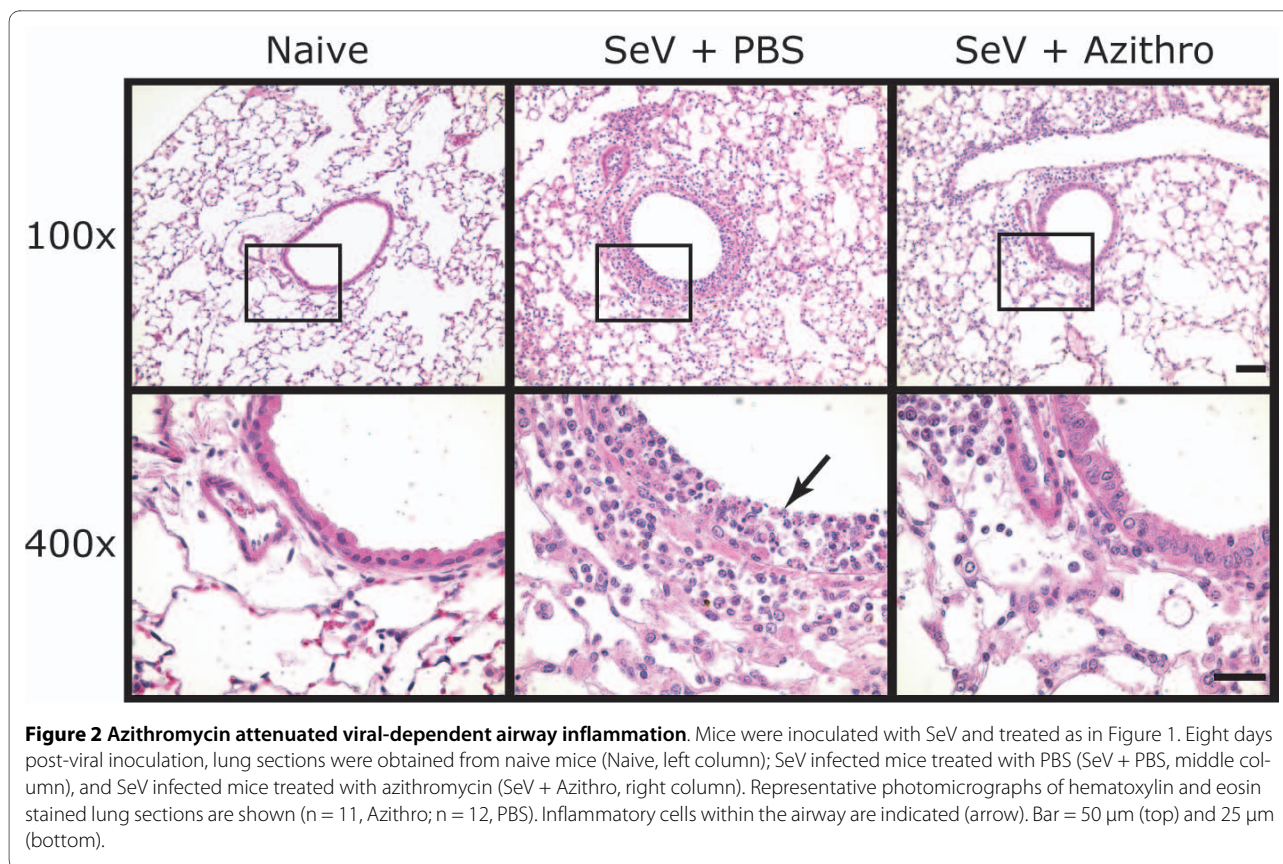 Naive SeV + PBS SeV + Azithro
100x
400x
Figure 2 Azithromycin attenuated viral-dependent airway inflammation. Mice were inoculated with SeV and treated as in Figure 1. Eight days
post-viral inoculation, lung sections were obtained from naive mice (Naive, left column); SeV infected mice treated with PBS (SeV + PBS, middle col-
umn), and SeV infected mice treated with azithromycin (SeV + Azithro, right column). Representative photomicrographs of hematoxylin and eosin
stained lung sections are shown (n = 11, Azithro; n = 12, PBS). Inflammatory cells within the airway are indicated (arrow). Bar = 50 μm (top) and 25 μm
(bottom).